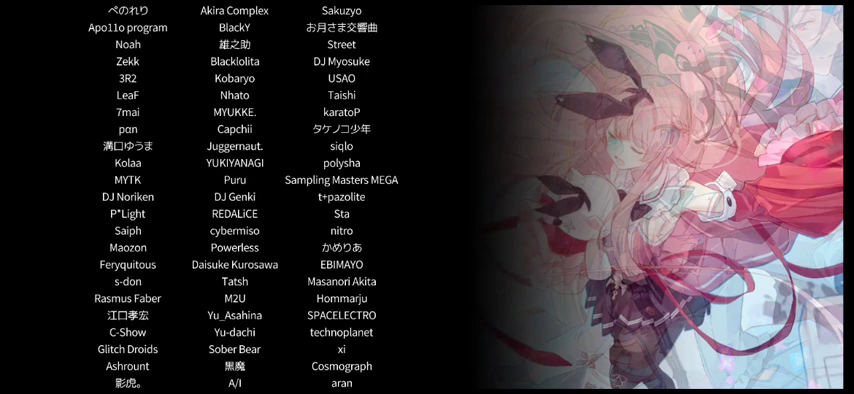 ぺのれり Akira Complex Sakuzyo
Apo11o program BlackY お月さま交響曲
Noah 雄之助 Street
Zekk Blacklolita DJ Myosuke
3R2 Kobaryo USAO
LeaF Nhato Taishi
7mai MYUKKE. karatoP
pαn Capchii タケノコ少年
溝口ゆうま Juggernaut. siqlo
Kolaa YUKIYANAGI polysha
MYTK Puru Sampling Masters MEGA
DJ Noriken DJ Genki t+pazolite
P*Light REDALiCE Sta
Saiph cybermiso nitro
Maozon Powerless かめりあ
Feryquitous Daisuke Kurosawa EBIMAYO
s-don Tatsh Masanori Akita
Rasmus Faber M2U Hommarju
江口孝宏 Yu_Asahina SPACELECTRO
C-Show Yu-dachi technoplanet
Glitch Droids Sober Bear xi
Ashrount 黒魔 Cosmograph
影虎。 A/I aran